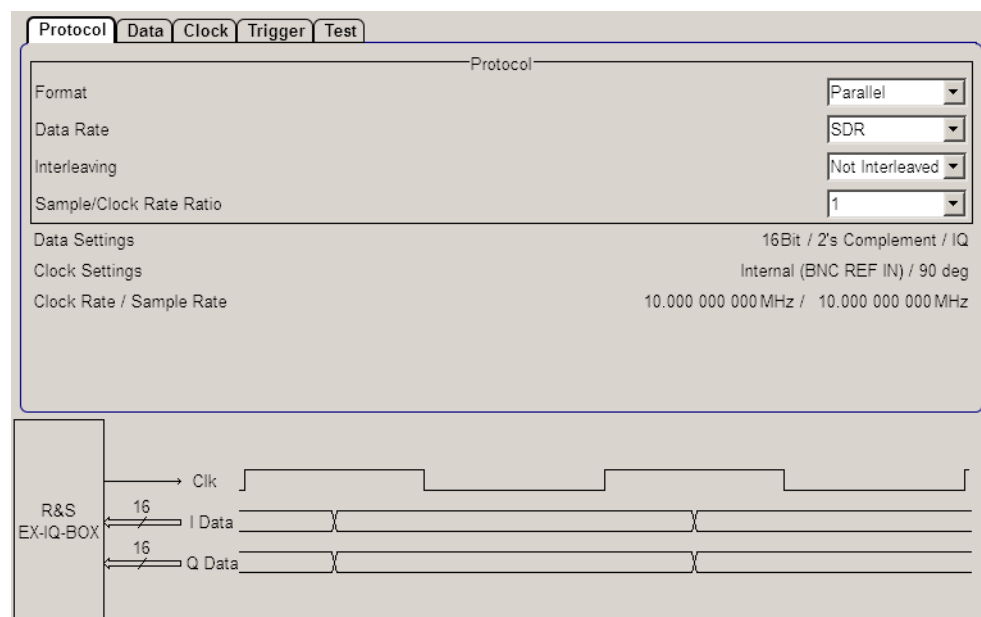 Protocol Data Clock Trigger Test
Protocol
Format Parallel
Data Rate SDR
Interleaving Not Interleaved
Sample/Clock Rate Ratio 1
Data Settings 16Bit / 2's Complement / IQ
Clock Settings Internal (BNC REF IN) / 90 deg
Clock Rate / Sample Rate 10.000 000 000 MHz / 10.000 000 000 MHz
R&S
EX-IQ-BOX
Clk
16
I Data
16
Q Data